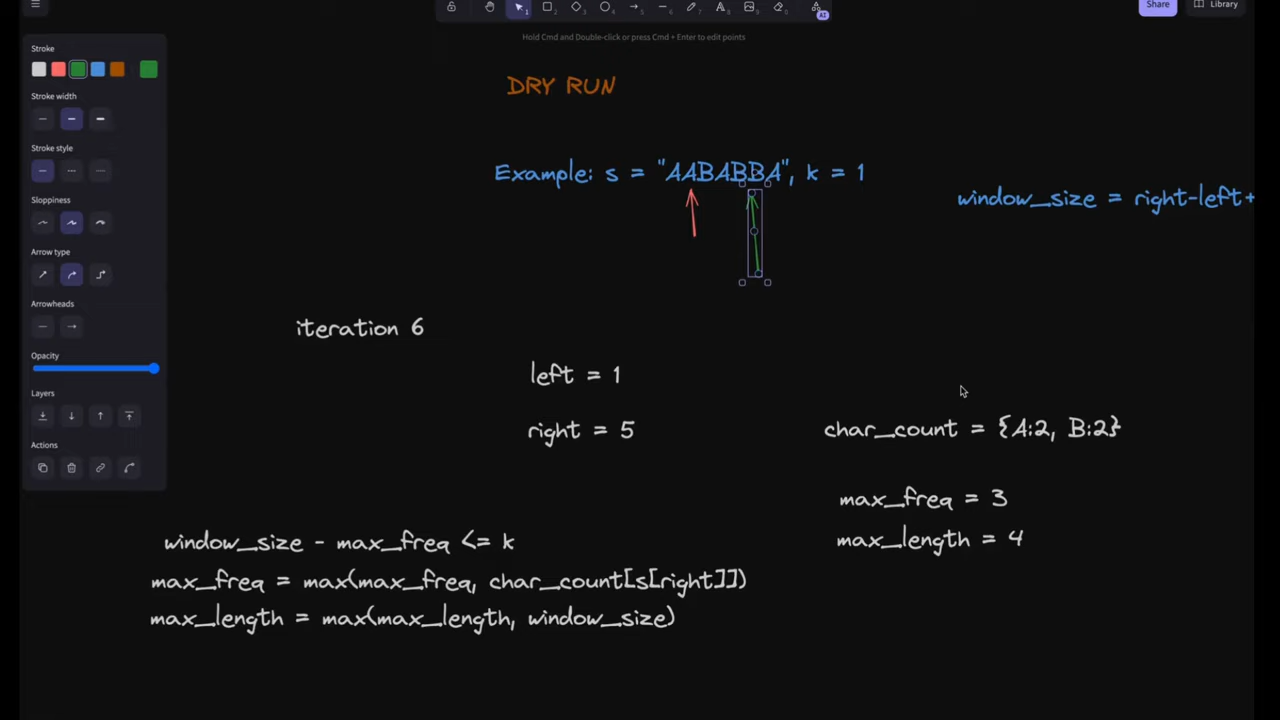 Share
Library
Hold Cmd and Double-click or press Cmd + Enter to edit points
Stroke
Stroke width
Stroke style
Sloppiness
Arrow type
Arrowheads
Opacity
Layers
Actions
DRY RUN
Example: s = "AABABBA", k = 1
window_size = right-left+
iteration 6
left = 1
right = 5
char_count = {A:2, B:2}
max_freq = 3
max_length = 4
window_size - max_freq <= k
max_freq = max(max_freq, char_count[s[right]])
max_length = max(max_length, window_size)